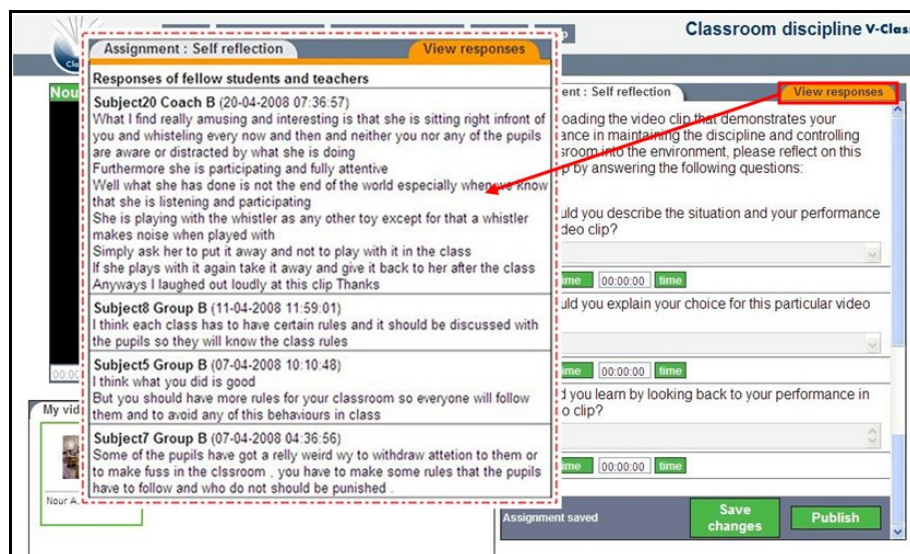 Classroom discipline V-Clas
Nou
Assignment : Self reflection
View responses
Responses of fellow students and teachers
Subject20 Coach B (20-04-2008 07:36:57)
What I find really amusing and interesting is that she is sitting right infront of
you and whisteling every now and then and neither you nor any of the pupils
are aware or distracted by what she is doing
Furthermore she is participating and fully attentive
Well what she has done is not the end of the world especially when we know
that she is listening and participating
She is playing with the whistler as any other toy except for that a whistler
makes noise when played with
Simply ask her to put it away and not to play with it in the class
If she plays with it again take it away and give it back to her after the class
Anyways I laughed out loudly at this clip Thanks
Subject8 Group B (11-04-2008 11:59:01)
I think each class has to have certain rules and it should be discussed with
the pupils so they will know the class rules
Subject5 Group B (07-04-2008 10:10:48)
I think what you did is good
But you should have more rules for your classroom so everyone will follow
them and to avoid any of this behaviours in class
Subject7 Group B (07-04-2008 04:36:56)
Some of the pupils have got a relly weird wy to withdraw attetion to them or
to make fuss in the clssroom , you have to make some rules that the pupils
have to follow and who do not should be punished .
ent : Self reflection
View responses
oading the video clip that demonstrates your
ance in maintaining the discipline and controlling
sroom into the environment, please reflect on this
p by answering the following questions:
uld you describe the situation and your performance
deo clip?
time 00:00:00 time
uld you explain your choice for this particular video
time 00:00:00 time
d you learn by looking back to your performance in
o clip?
time 00:00:00 time
Assignment saved
Save
changes
Publish
00:00
My vid
Nour A